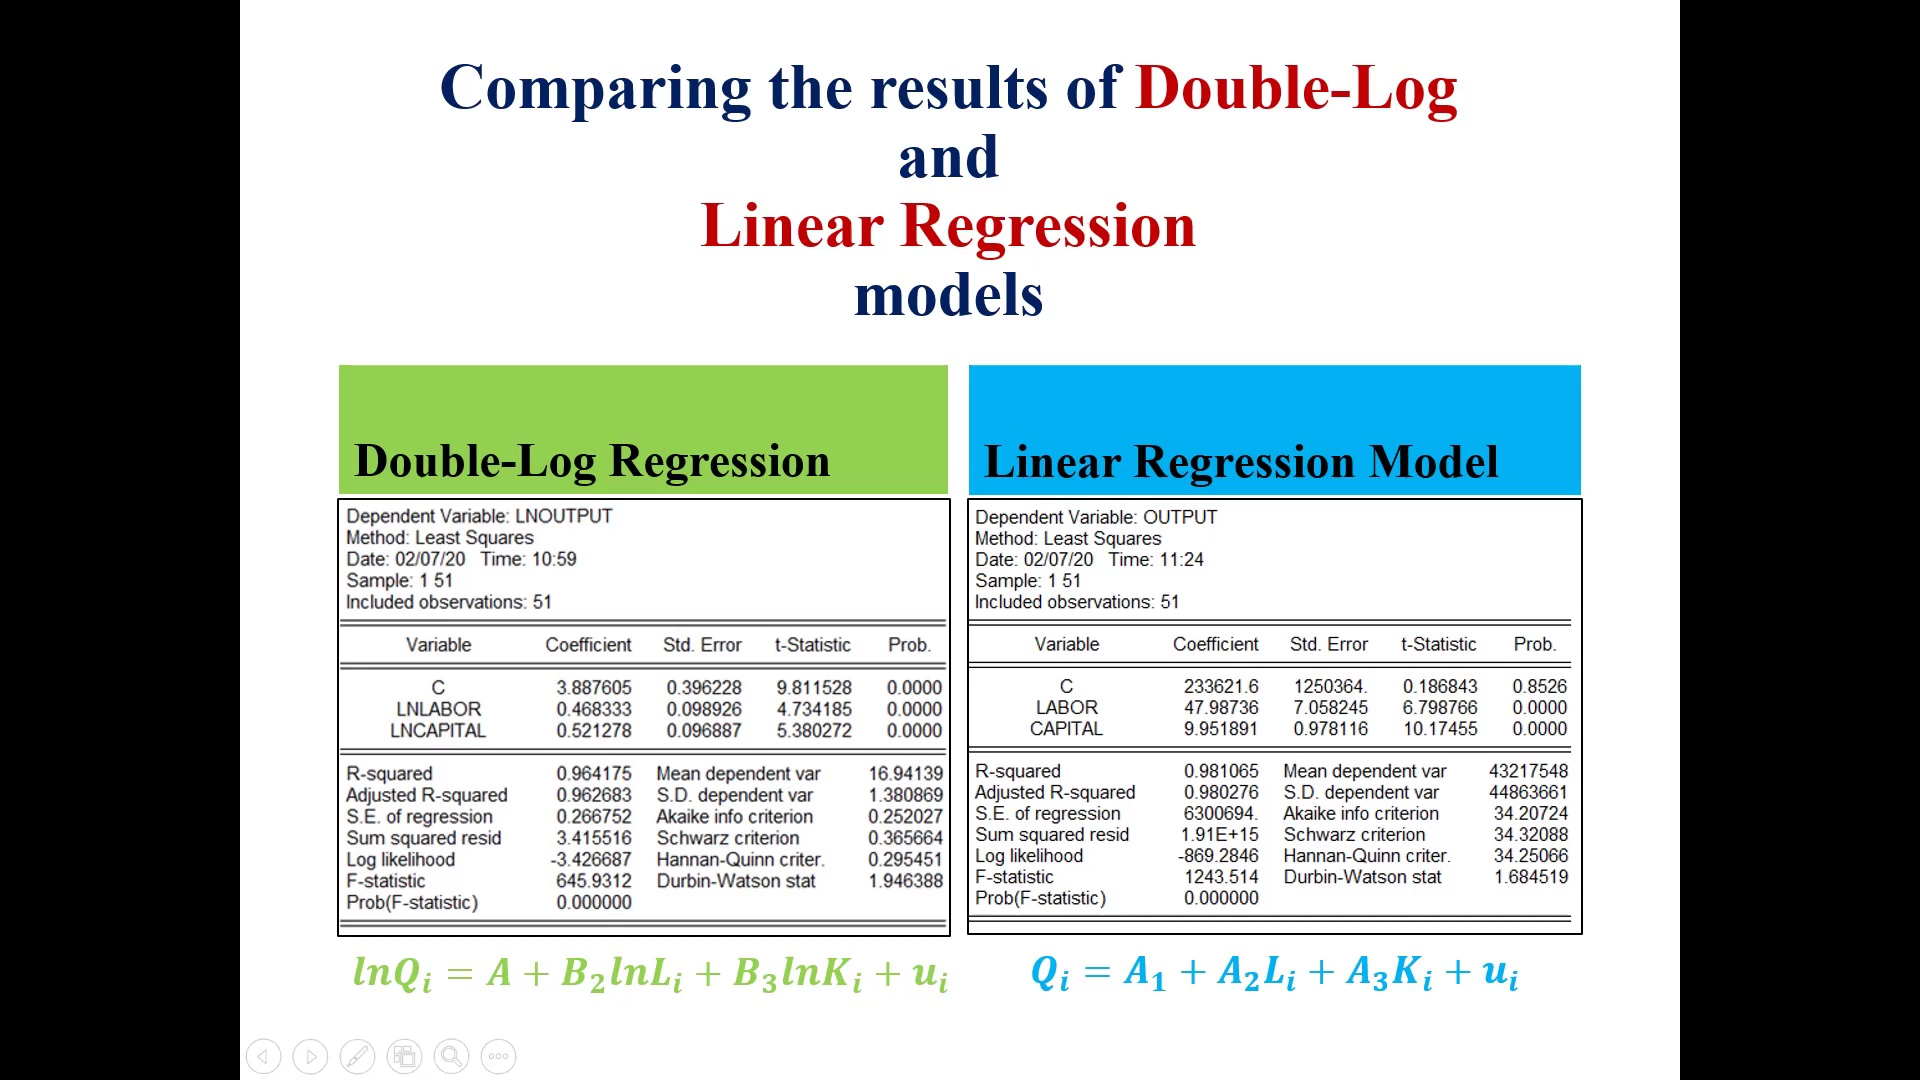 Comparing the results of Double-Log
and
Linear Regression
models
Double-Log Regression
Dependent Variable: LNOUTPUT
Method: Least Squares
Date: 02/07/20 Time: 10:59
Sample: 1 51
Included observations: 51
Variable Coefficient Std. Error t-Statistic Prob.
C 3.887605 0.396228 9.811528 0.0000
LNLABOR 0.468333 0.098926 4.734185 0.0000
LNCAPITAL 0.521278 0.096887 5.380272 0.0000
R-squared 0.964175 Mean dependent var 16.94139
Adjusted R-squared 0.962683 S.D. dependent var 1.380869
S.E. of regression 0.266752 Akaike info criterion 0.252027
Sum squared resid 3.415516 Schwarz criterion 0.365664
Log likelihood -3.426687 Hannan-Quinn criter. 0.295451
F-statistic 645.9312 Durbin-Watson stat 1.946388
Prob(F-statistic) 0.000000
lnQᵢ = A + B₂lnLᵢ + B₃lnKᵢ + uᵢ
Linear Regression Model
Dependent Variable: OUTPUT
Method: Least Squares
Date: 02/07/20 Time: 11:24
Sample: 1 51
Included observations: 51
Variable Coefficient Std. Error t-Statistic Prob.
C 233621.6 1250364. 0.186843 0.8526
LABOR 47.98736 7.058245 6.798766 0.0000
CAPITAL 9.951891 0.978116 10.17455 0.0000
R-squared 0.981065 Mean dependent var 43217548
Adjusted R-squared 0.980276 S.D. dependent var 44863661
S.E. of regression 6300694. Akaike info criterion 34.20724
Sum squared resid 1.91E+15 Schwarz criterion 34.32088
Log likelihood -869.2846 Hannan-Quinn criter. 34.25066
F-statistic 1243.514 Durbin-Watson stat 1.684519
Prob(F-statistic) 0.000000
Qᵢ = A₁ + A₂Lᵢ + A₃Kᵢ + uᵢ